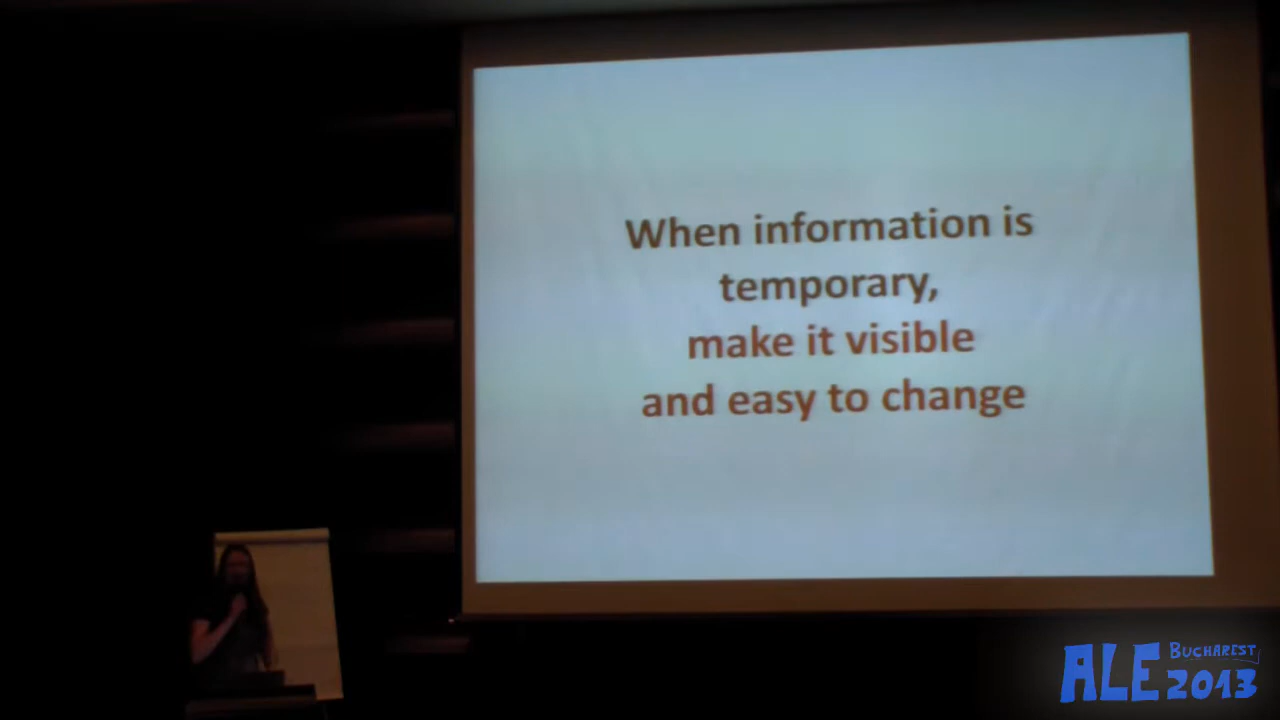 When information is
temporary,
make it visible
and easy to change
ALE BUCHAREST
2013